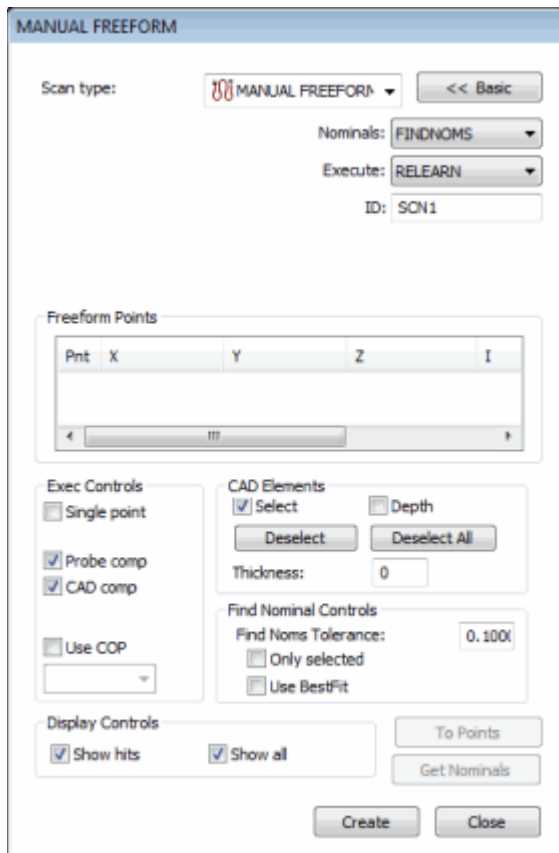 MANUAL FREEFORM
Scan type: MANUAL FREEFORM << Basic
Nominals: FINDNOMS
Execute: RELEARN
ID: SCN1
Freeform Points
Pnt X Y Z I
Exec Controls
Single point
Probe comp
CAD comp
Use COP
CAD Elements
Select Depth
Deselect Deselect All
Thickness: 0
Find Nominal Controls
Find Noms Tolerance: 0.100
Only selected
Use BestFit
Display Controls
Show hits Show all
To Points
Get Nominals
Create Close